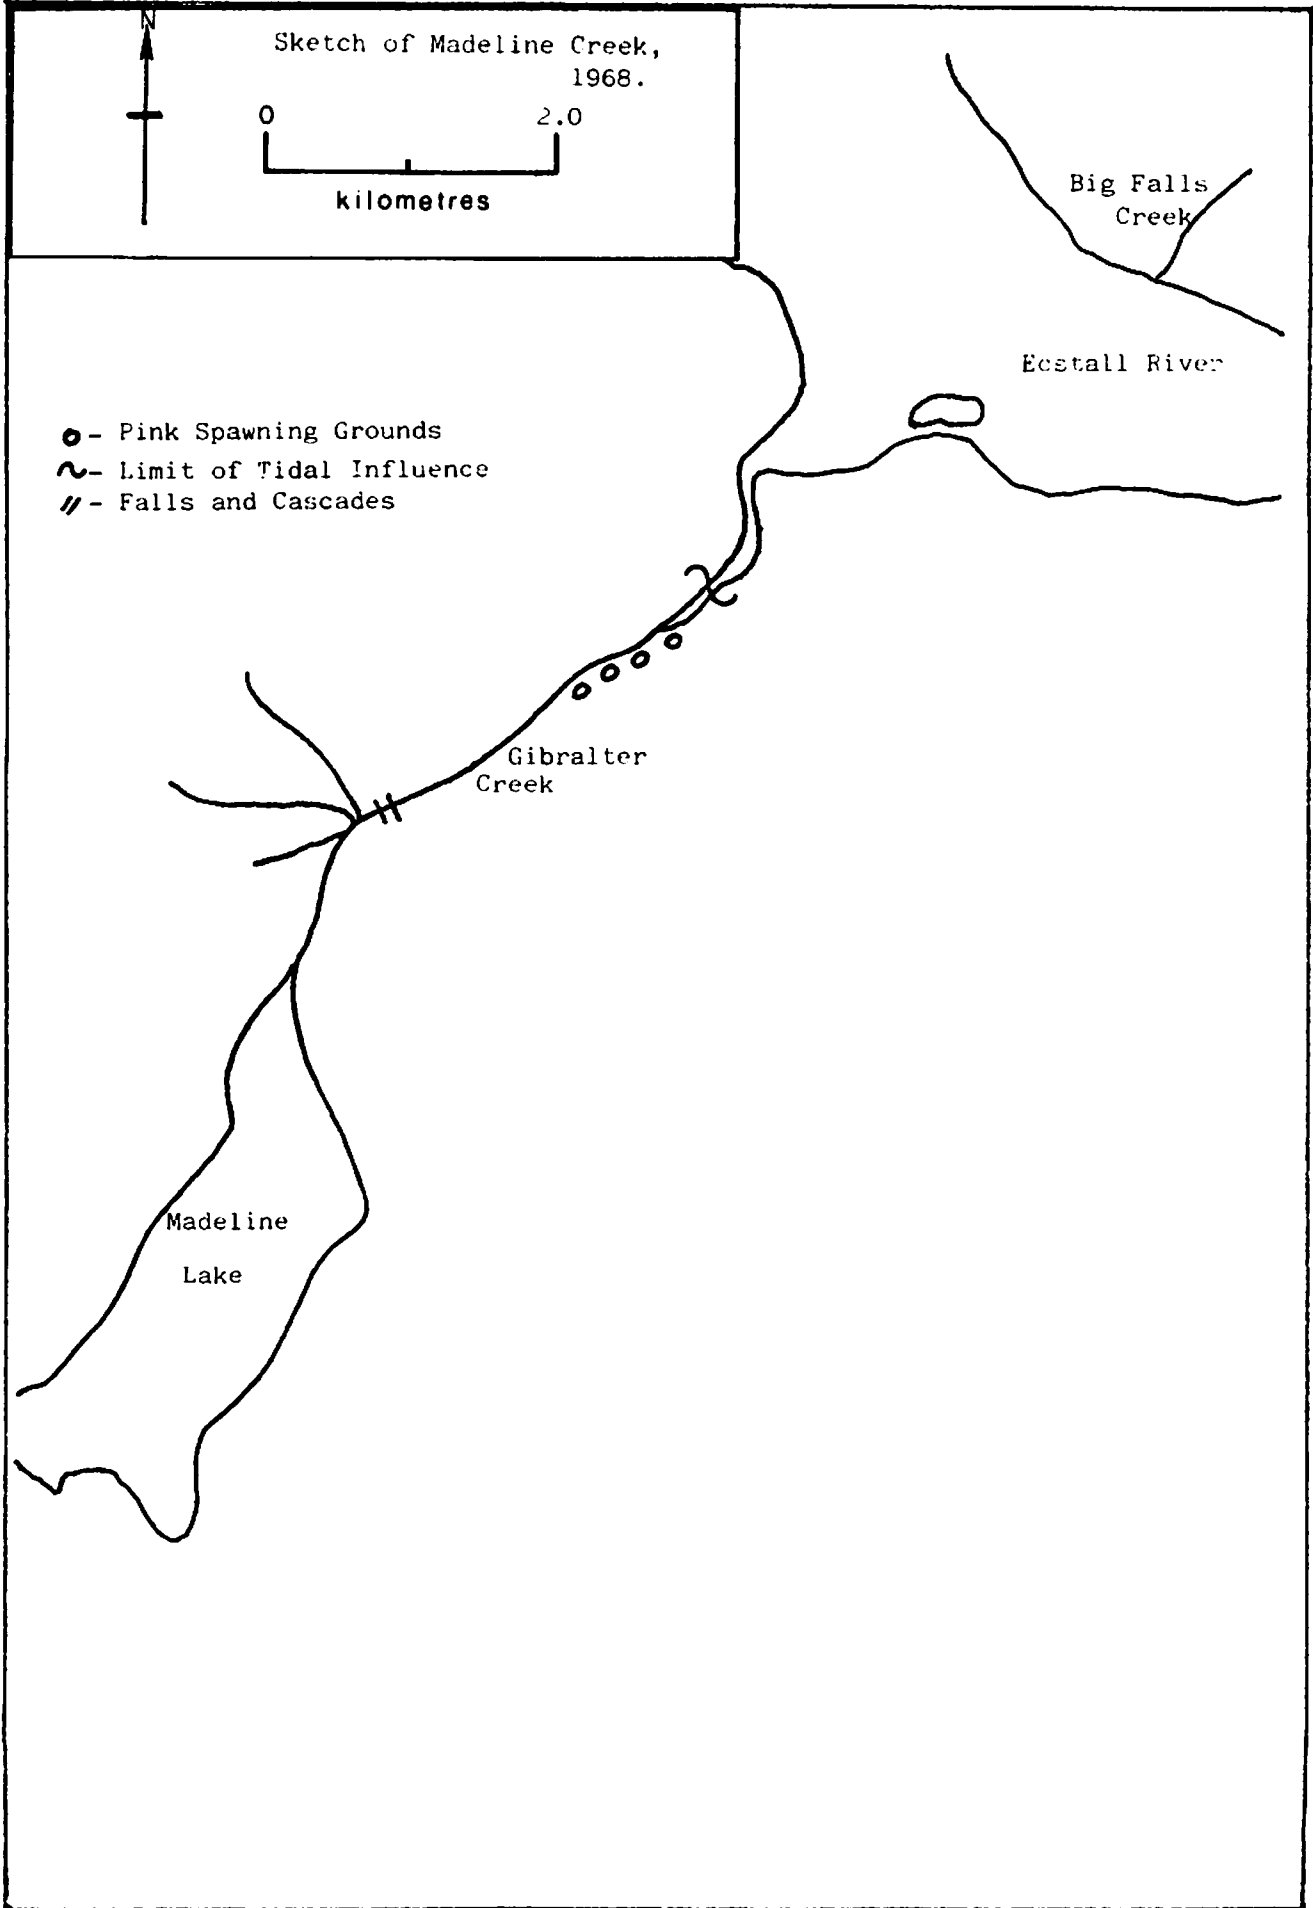 N
Sketch of Madeline Creek,
1968.
0 2.0
kilometres
Big Falls
Creek
Ecstall River
o - Pink Spawning Grounds
~ - Limit of Tidal Influence
// - Falls and Cascades
Gibralter
Creek
Madeline
Lake